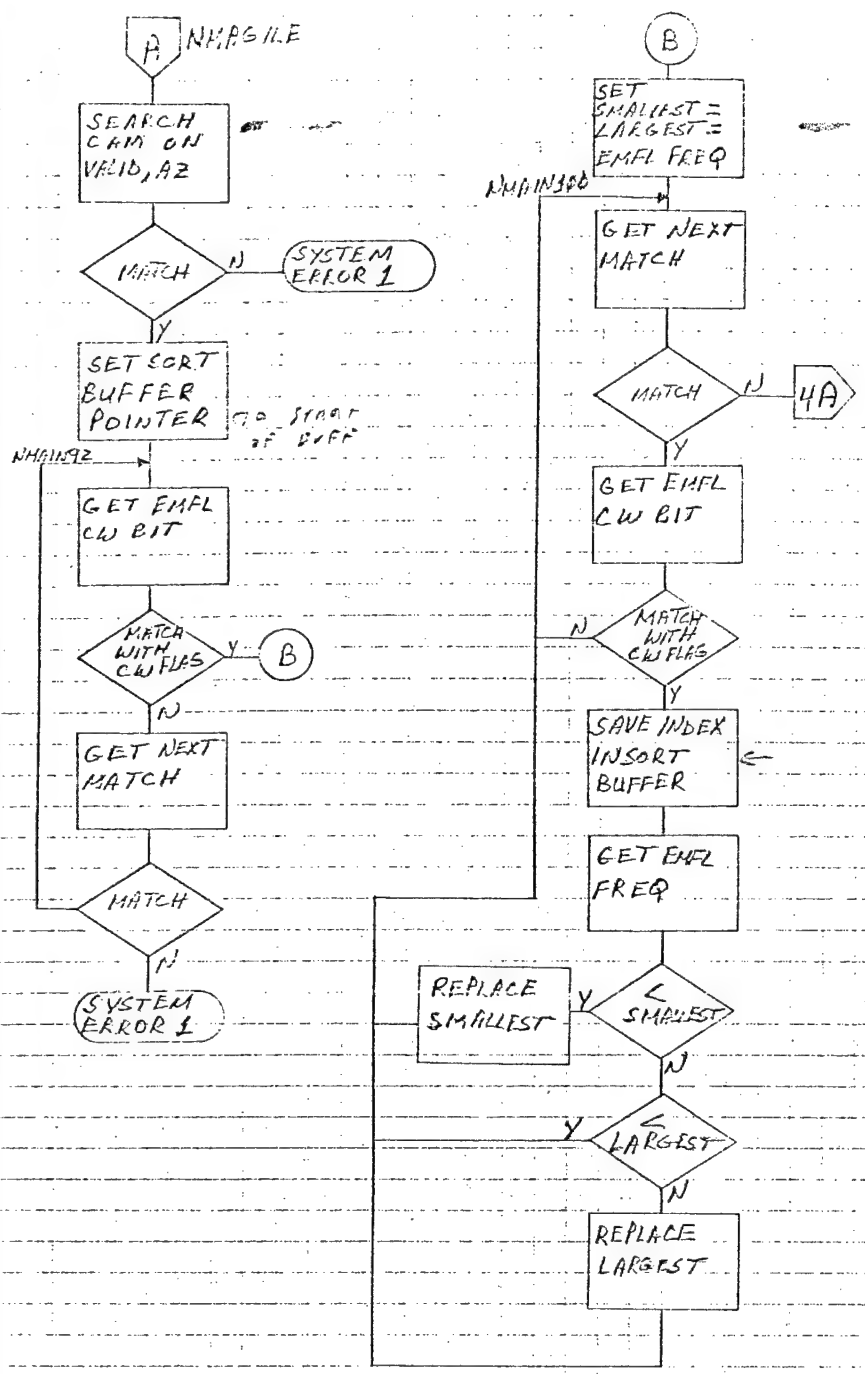 A NMAGILE
SEARCH
CAM ON
VALID, AZ
MATCH
N
SYSTEM
ERROR 1
Y
SET SORT
BUFFER
POINTER
TO START
OF BUFF
NMAIN92
GET EMFL
CW BIT
MATCH
WITH
CW FLAG
Y
B
N
GET NEXT
MATCH
MATCH
N
SYSTEM
ERROR 1
B
SET
SMALLEST =
LARGEST =
EMFL FREQ
NMAIN100
GET NEXT
MATCH
MATCH
N
4A
Y
GET EMFL
CW BIT
N
MATCH
WITH
CW FLAG
Y
SAVE INDEX
INSORT
BUFFER
GET EMFL
FREQ
REPLACE
SMALLEST
Y
<
SMALLEST
N
Y
<
LARGEST
N
REPLACE
LARGEST